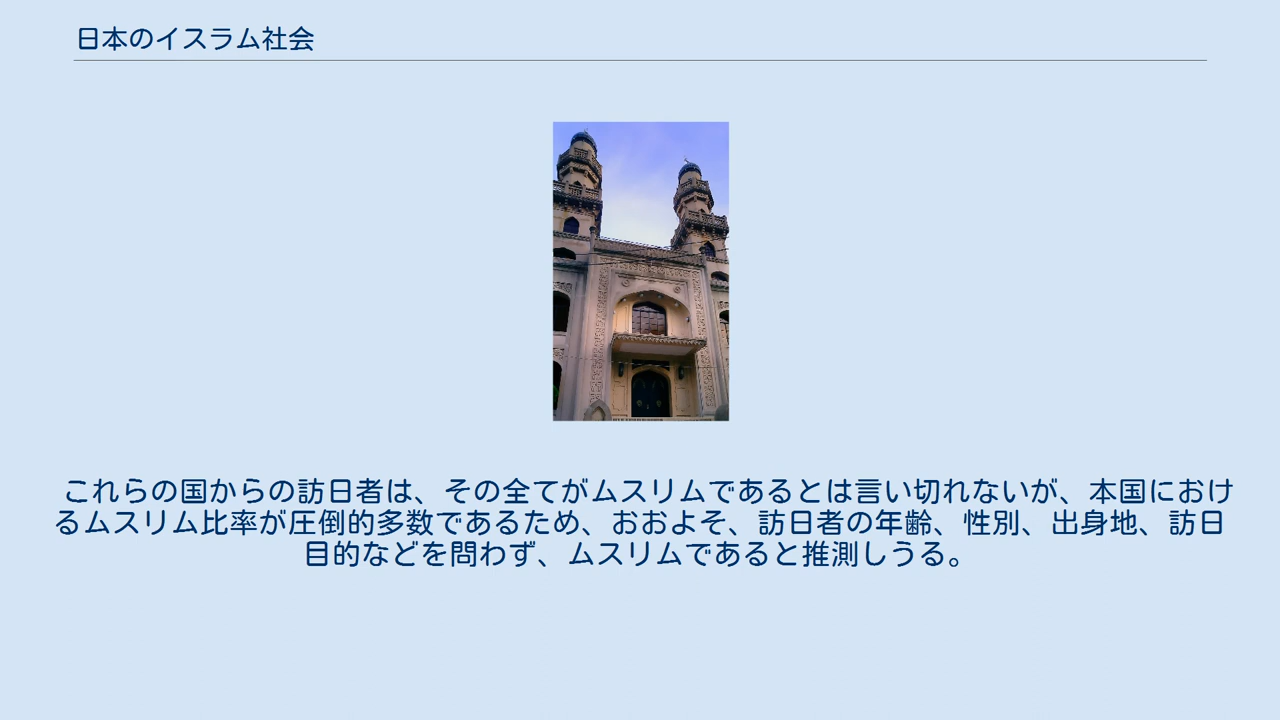 日本のイスラム社会
これらの国からの訪日者は、その全てがムスリムであるとは言い切れないが、本国におけ
るムスリム比率が圧倒的多数であるため、おおよそ、訪日者の年齢、性別、出身地、訪日
目的などを問わず、ムスリムであると推測しうる。